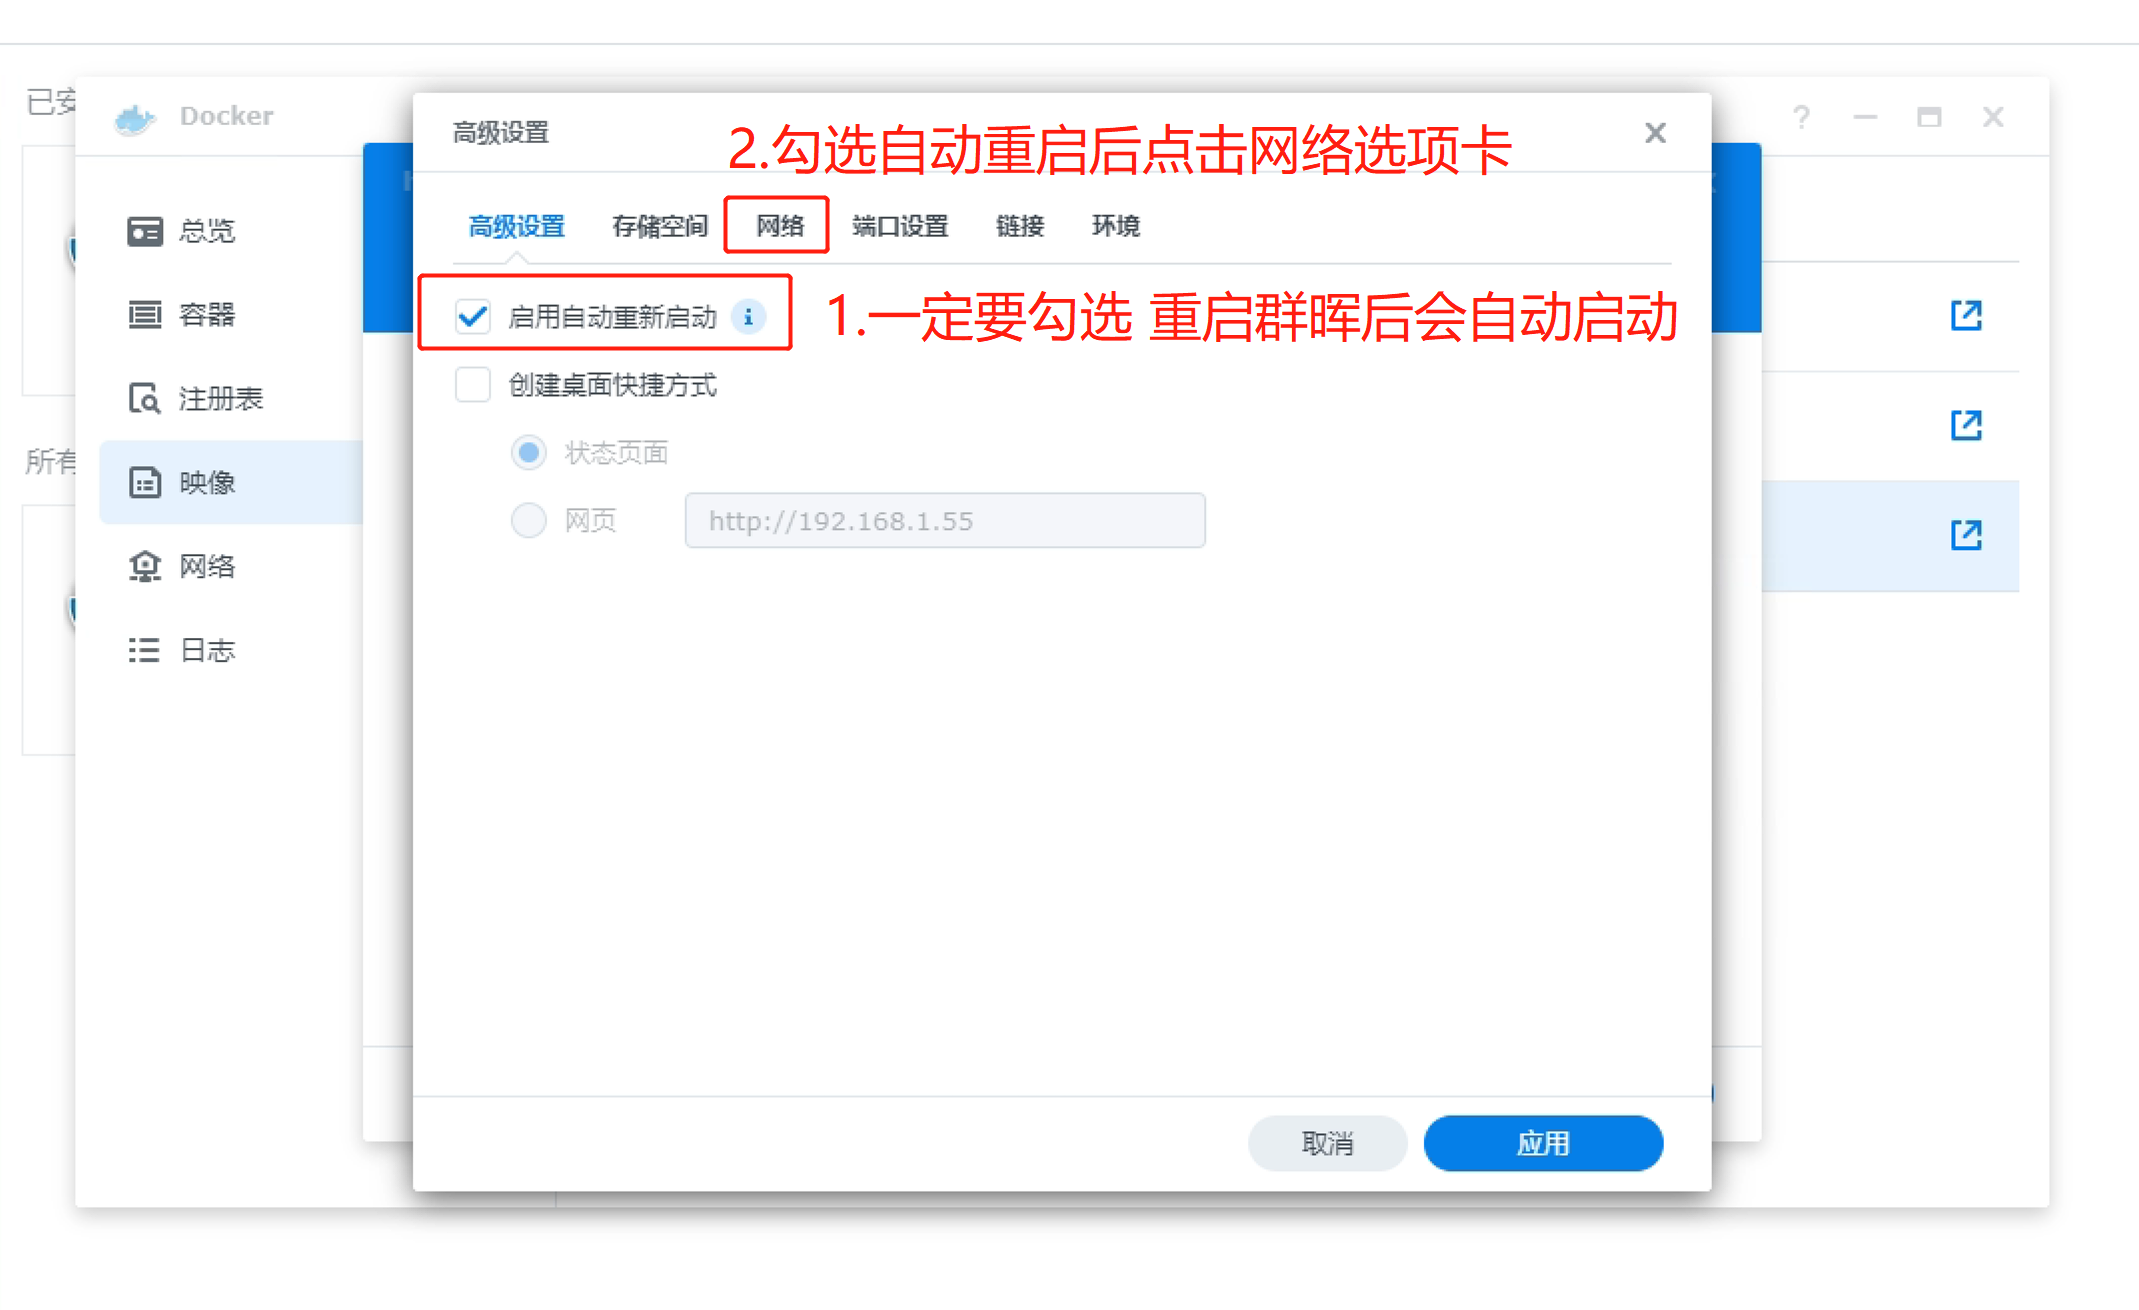 Docker
高级设置
2.勾选自动重启后点击网络选项卡
高级设置 存储空间 网络 端口设置 链接 环境
启用自动重新启动
1.一定要勾选 重启群晖后会自动启动
创建桌面快捷方式
状态页面
网页 http://192.168.1.55
总览
容器
注册表
映像
网络
日志
已安
所有
取消 应用